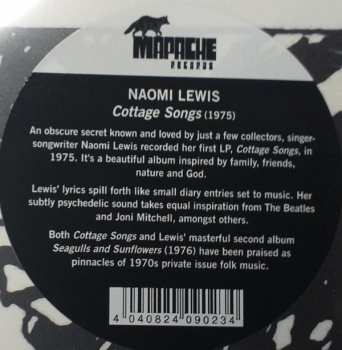 MAPACHE
RECORDS
NAOMI LEWIS
Cottage Songs (1975)
An obscure secret known and loved by just a few collectors, singer-
songwriter Naomi Lewis recorded her first LP, Cottage Songs, in
1975. It's a beautiful album inspired by family, friends,
nature and God.
Lewis' lyrics spill forth like small diary entries set to music. Her
subtly psychedelic sound takes equal inspiration from The Beatles
and Joni Mitchell, amongst others.
Both Cottage Songs and Lewis' masterful second album
Seagulls and Sunflowers (1976) have been praised as
pinnacles of 1970s private issue folk music.
4 040824 090234